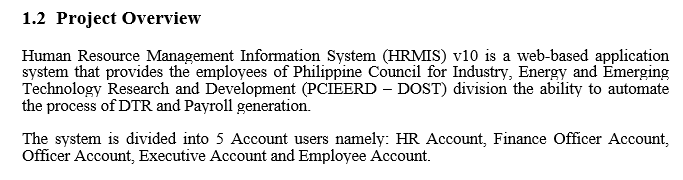 1.2 Project Overview
Human Resource Management Information System (HRMIS) v10 is a web-based application
system that provides the employees of Philippine Council for Industry, Energy and Emerging
Technology Research and Development (PCIEERD – DOST) division the ability to automate
the process of DTR and Payroll generation.
The system is divided into 5 Account users namely: HR Account, Finance Officer Account,
Officer Account, Executive Account and Employee Account.